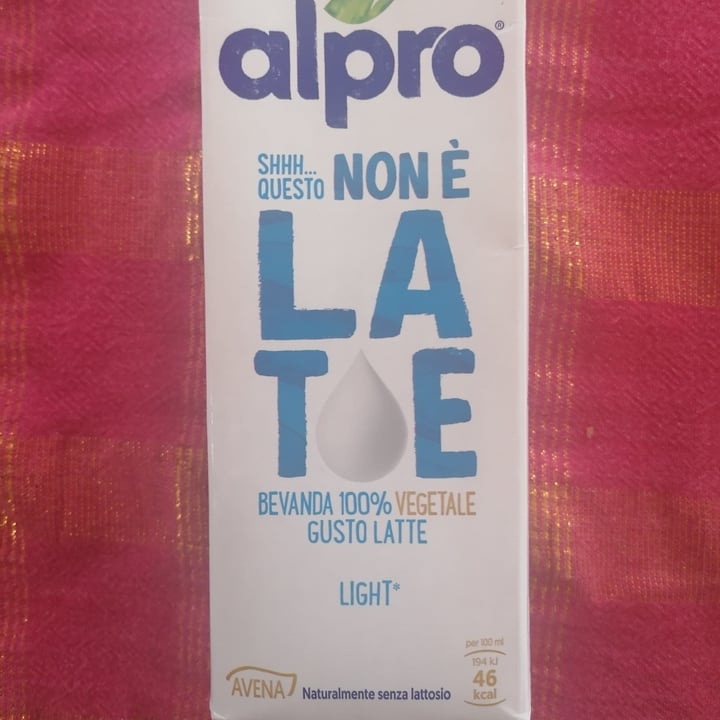 alpro®
SHHH... QUESTO NON È
LA
T E
BEVANDA 100% VEGETALE
GUSTO LATTE
LIGHT*
per 100 ml
194 kJ
46
kcal
AVENA
Naturalmente senza lattosio